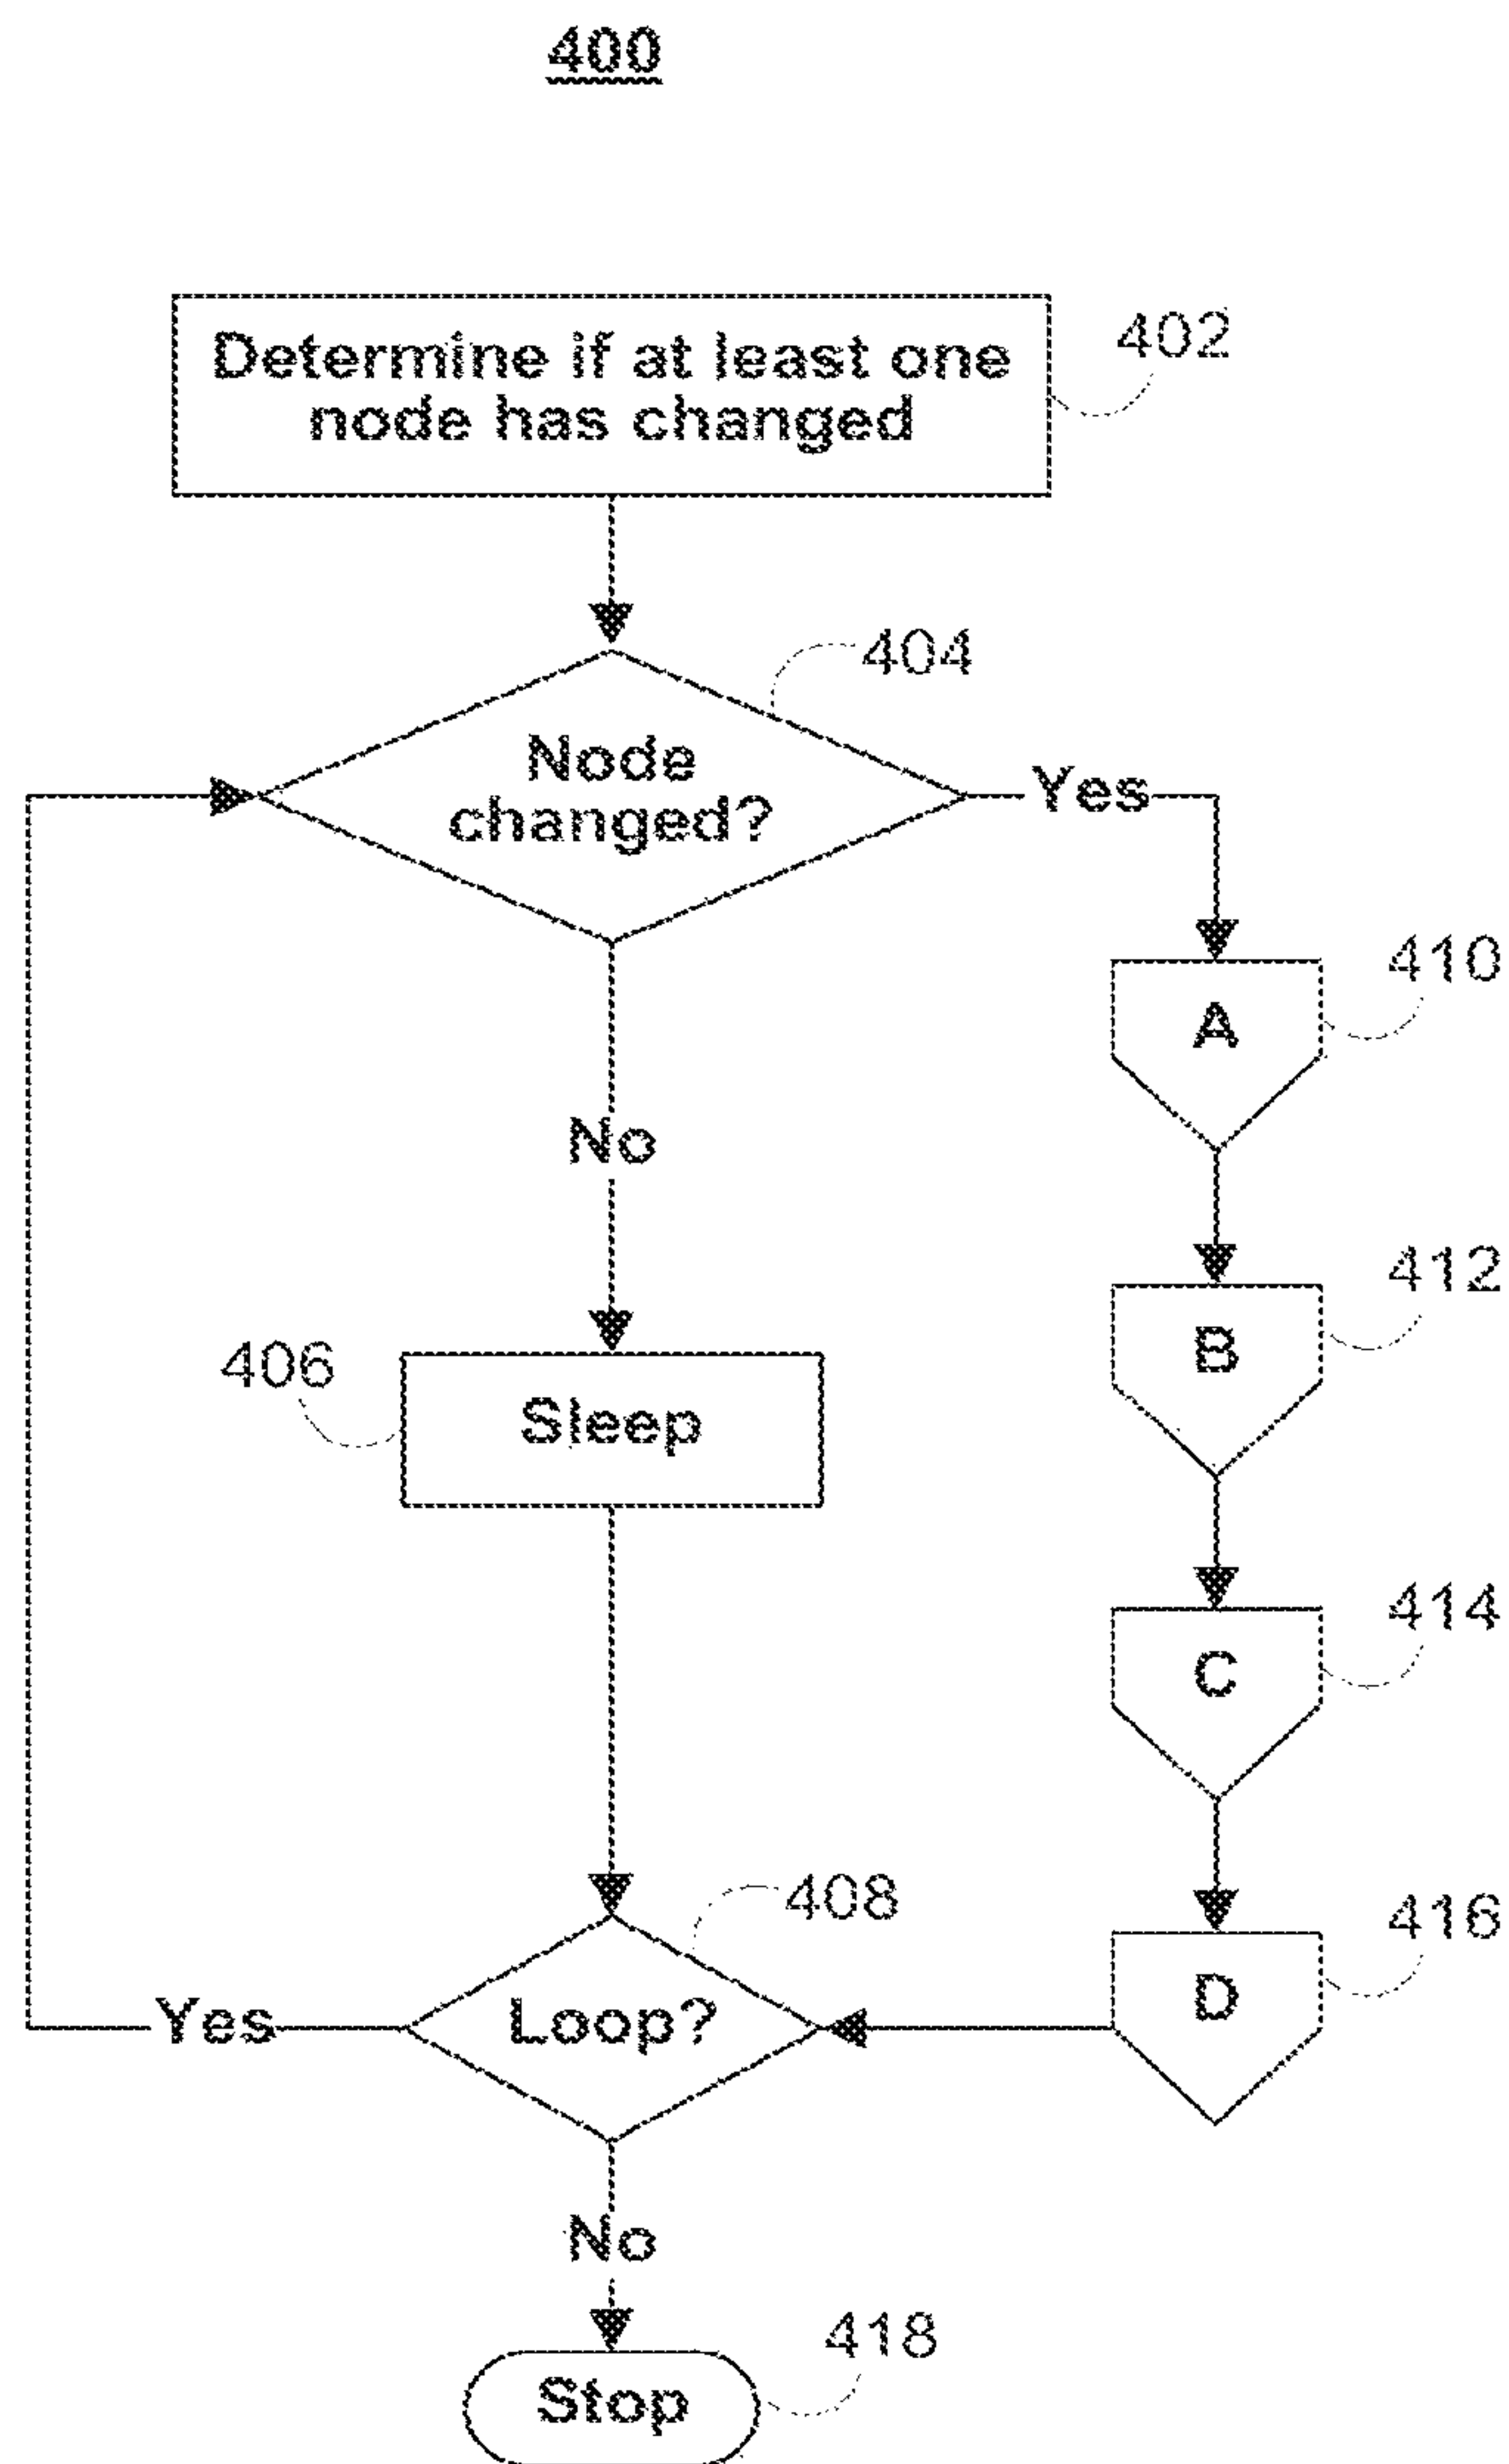 400
Determine if at least one
node has changed
402
404
Node
changed?
Yes
410
A
No
412
B
406
Sleep
414
C
408
416
Loop?
D
Yes
No
418
Stop